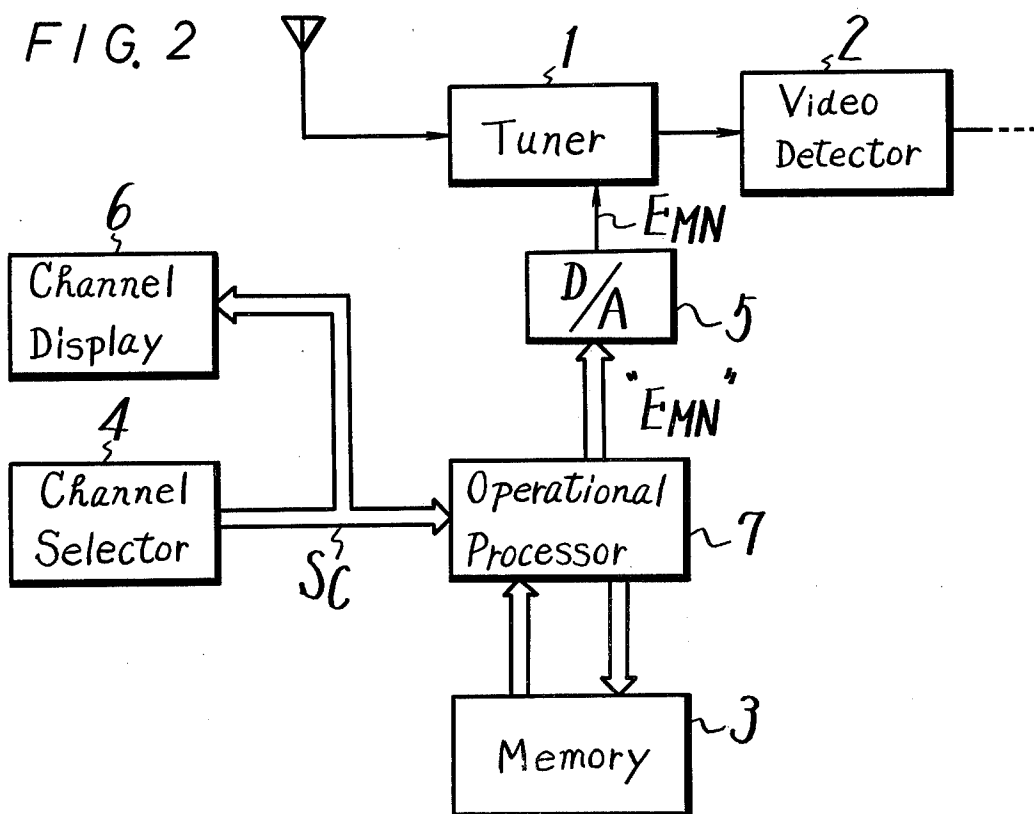 FIG. 2
1
Tuner
2
Video
Detector
EMN
6
Channel
Display
D/A
5
"EMN"
4
Channel
Selector
SC
Operational
Processor
7
3
Memory